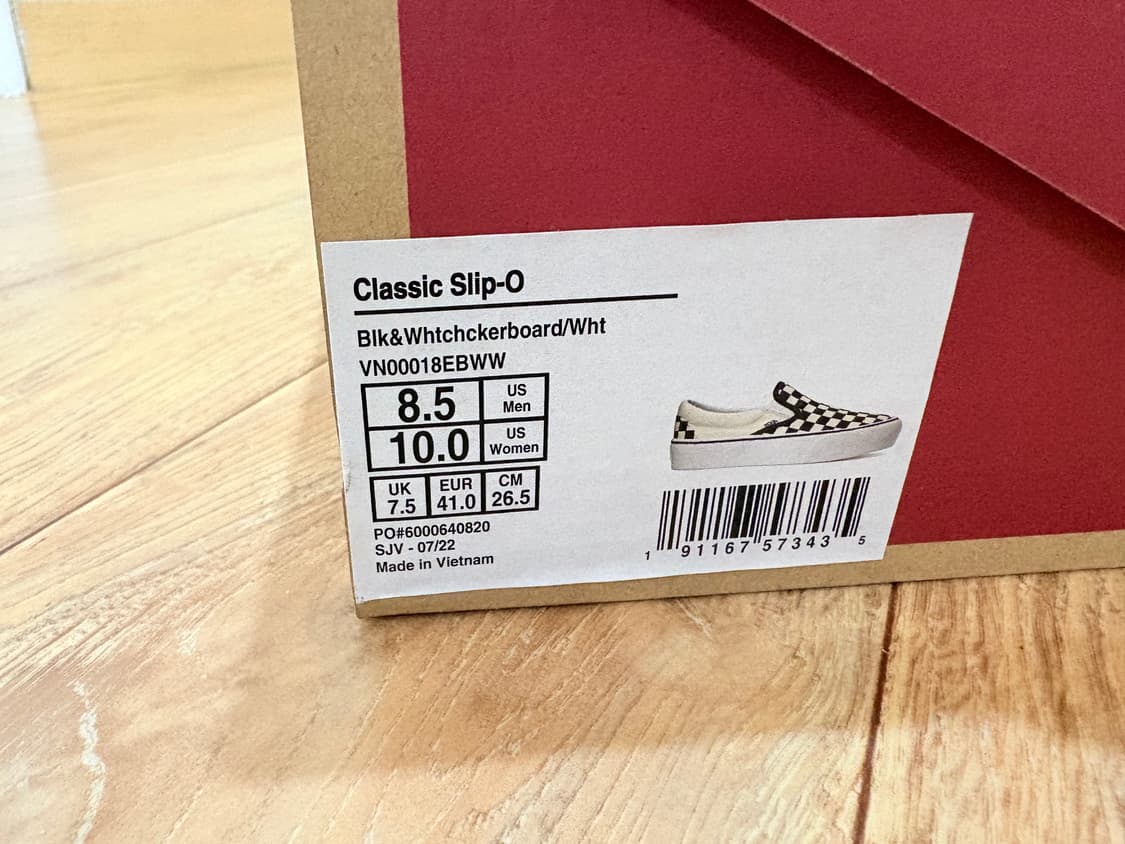 Classic Slip-O
Blk&Whtchckerboard/Wht
VN00018EBWW
8.5 US Men
10.0 US Women
UK EUR CM
7.5 41.0 26.5
PO#6000640820
SJV - 07/22
Made in Vietnam
1 91167 57343 5